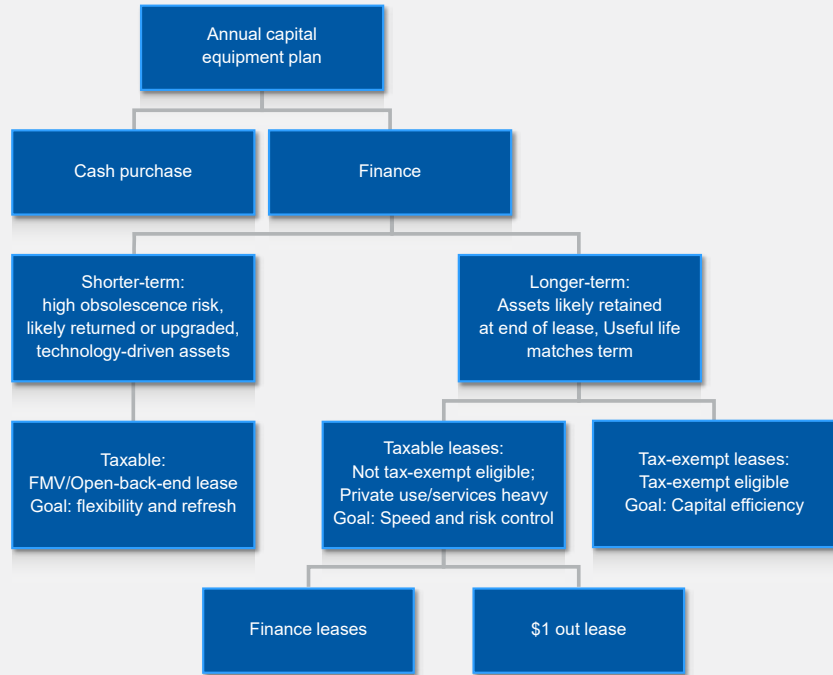 Annual capital
equipment plan
Cash purchase
Finance
Shorter-term:
high obsolescence risk,
likely returned or upgraded,
technology-driven assets
Longer-term:
Assets likely retained
at end of lease, Useful life
matches term
Taxable:
FMV/Open-back-end lease
Goal: flexibility and refresh
Taxable leases:
Not tax-exempt eligible;
Private use/services heavy
Goal: Speed and risk control
Tax-exempt leases:
Tax-exempt eligible
Goal: Capital efficiency
Finance leases
$1 out lease